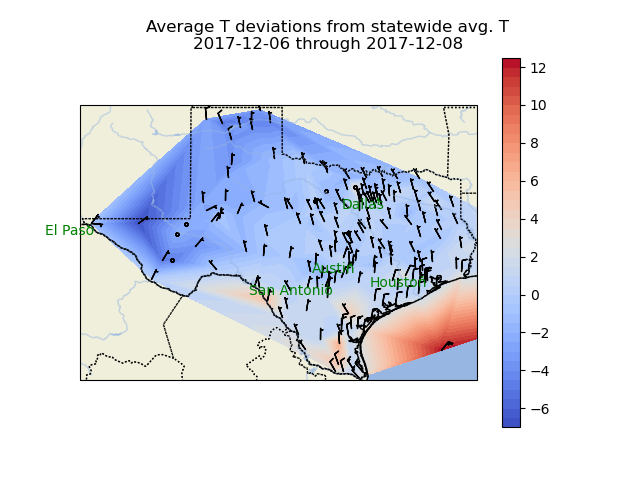 Average T deviations from statewide avg. T
2017-12-06 through 2017-12-08
12
10
8
6
4
2
0
−2
−4
−6
Dallas
El Paso
Austin
San Antonio
Houston